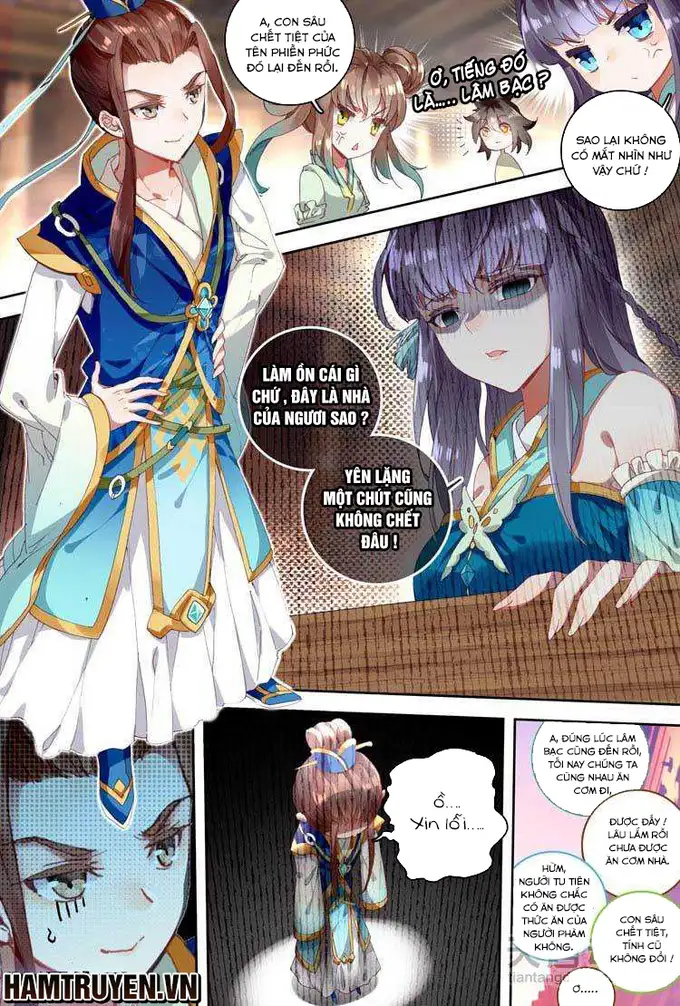 A, CON SÂU
CHẾT TIỆT CỦA
TÊN PHIỀN PHỨC
ĐÓ LẠI ĐẾN RỒI.
Ơ, TIẾNG ĐÓ
LÀ..... LÂM BẠC ?
SAO LẠI KHÔNG
CÓ MẮT NHÌN NHƯ
VẬY CHỨ !
LÀM ỒN CÁI GÌ
CHỨ , ĐÂY LÀ NHÀ
CỦA NGƯƠI SAO ?
YÊN LẶNG
MỘT CHÚT CŨNG
KHÔNG CHẾT
ĐÂU !
Ồ....
Xin lỗi.....
A, ĐÚNG LÚC LÂM
BẠC CŨNG ĐẾN RỒI,
TỐI NAY CHÚNG TA
CÙNG NHAU ĂN
CƠM ĐI,
ĐƯỢC ĐẤY !
LÂU LẮM RỒI
CHƯA ĐƯỢC
ĂN CƠM NHÀ.
HỪM,
NGƯỜI TU TIÊN
KHÔNG CHẮC
CÓ ĂN ĐƯỢC
THỨC ĂN CỦA
NGƯỜI PHÀM
KHÔNG.
CON SÂU
CHẾT TIỆT,
TÍNH CŨ
KHÔNG ĐỔI !
Ơ.....
tiantang
HAMTRUYEN.VN